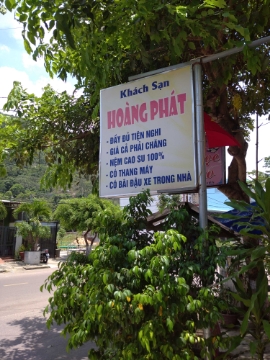 Khách Sạn
HOÀNG PHÁT
- ĐẦY ĐỦ TIỆN NGHI
- GIÁ CẢ PHẢI CHĂNG
- NỆM CAO SU 100%
- CÓ THANG MÁY
- CÓ BÃI ĐẬU XE TRONG NHÀ